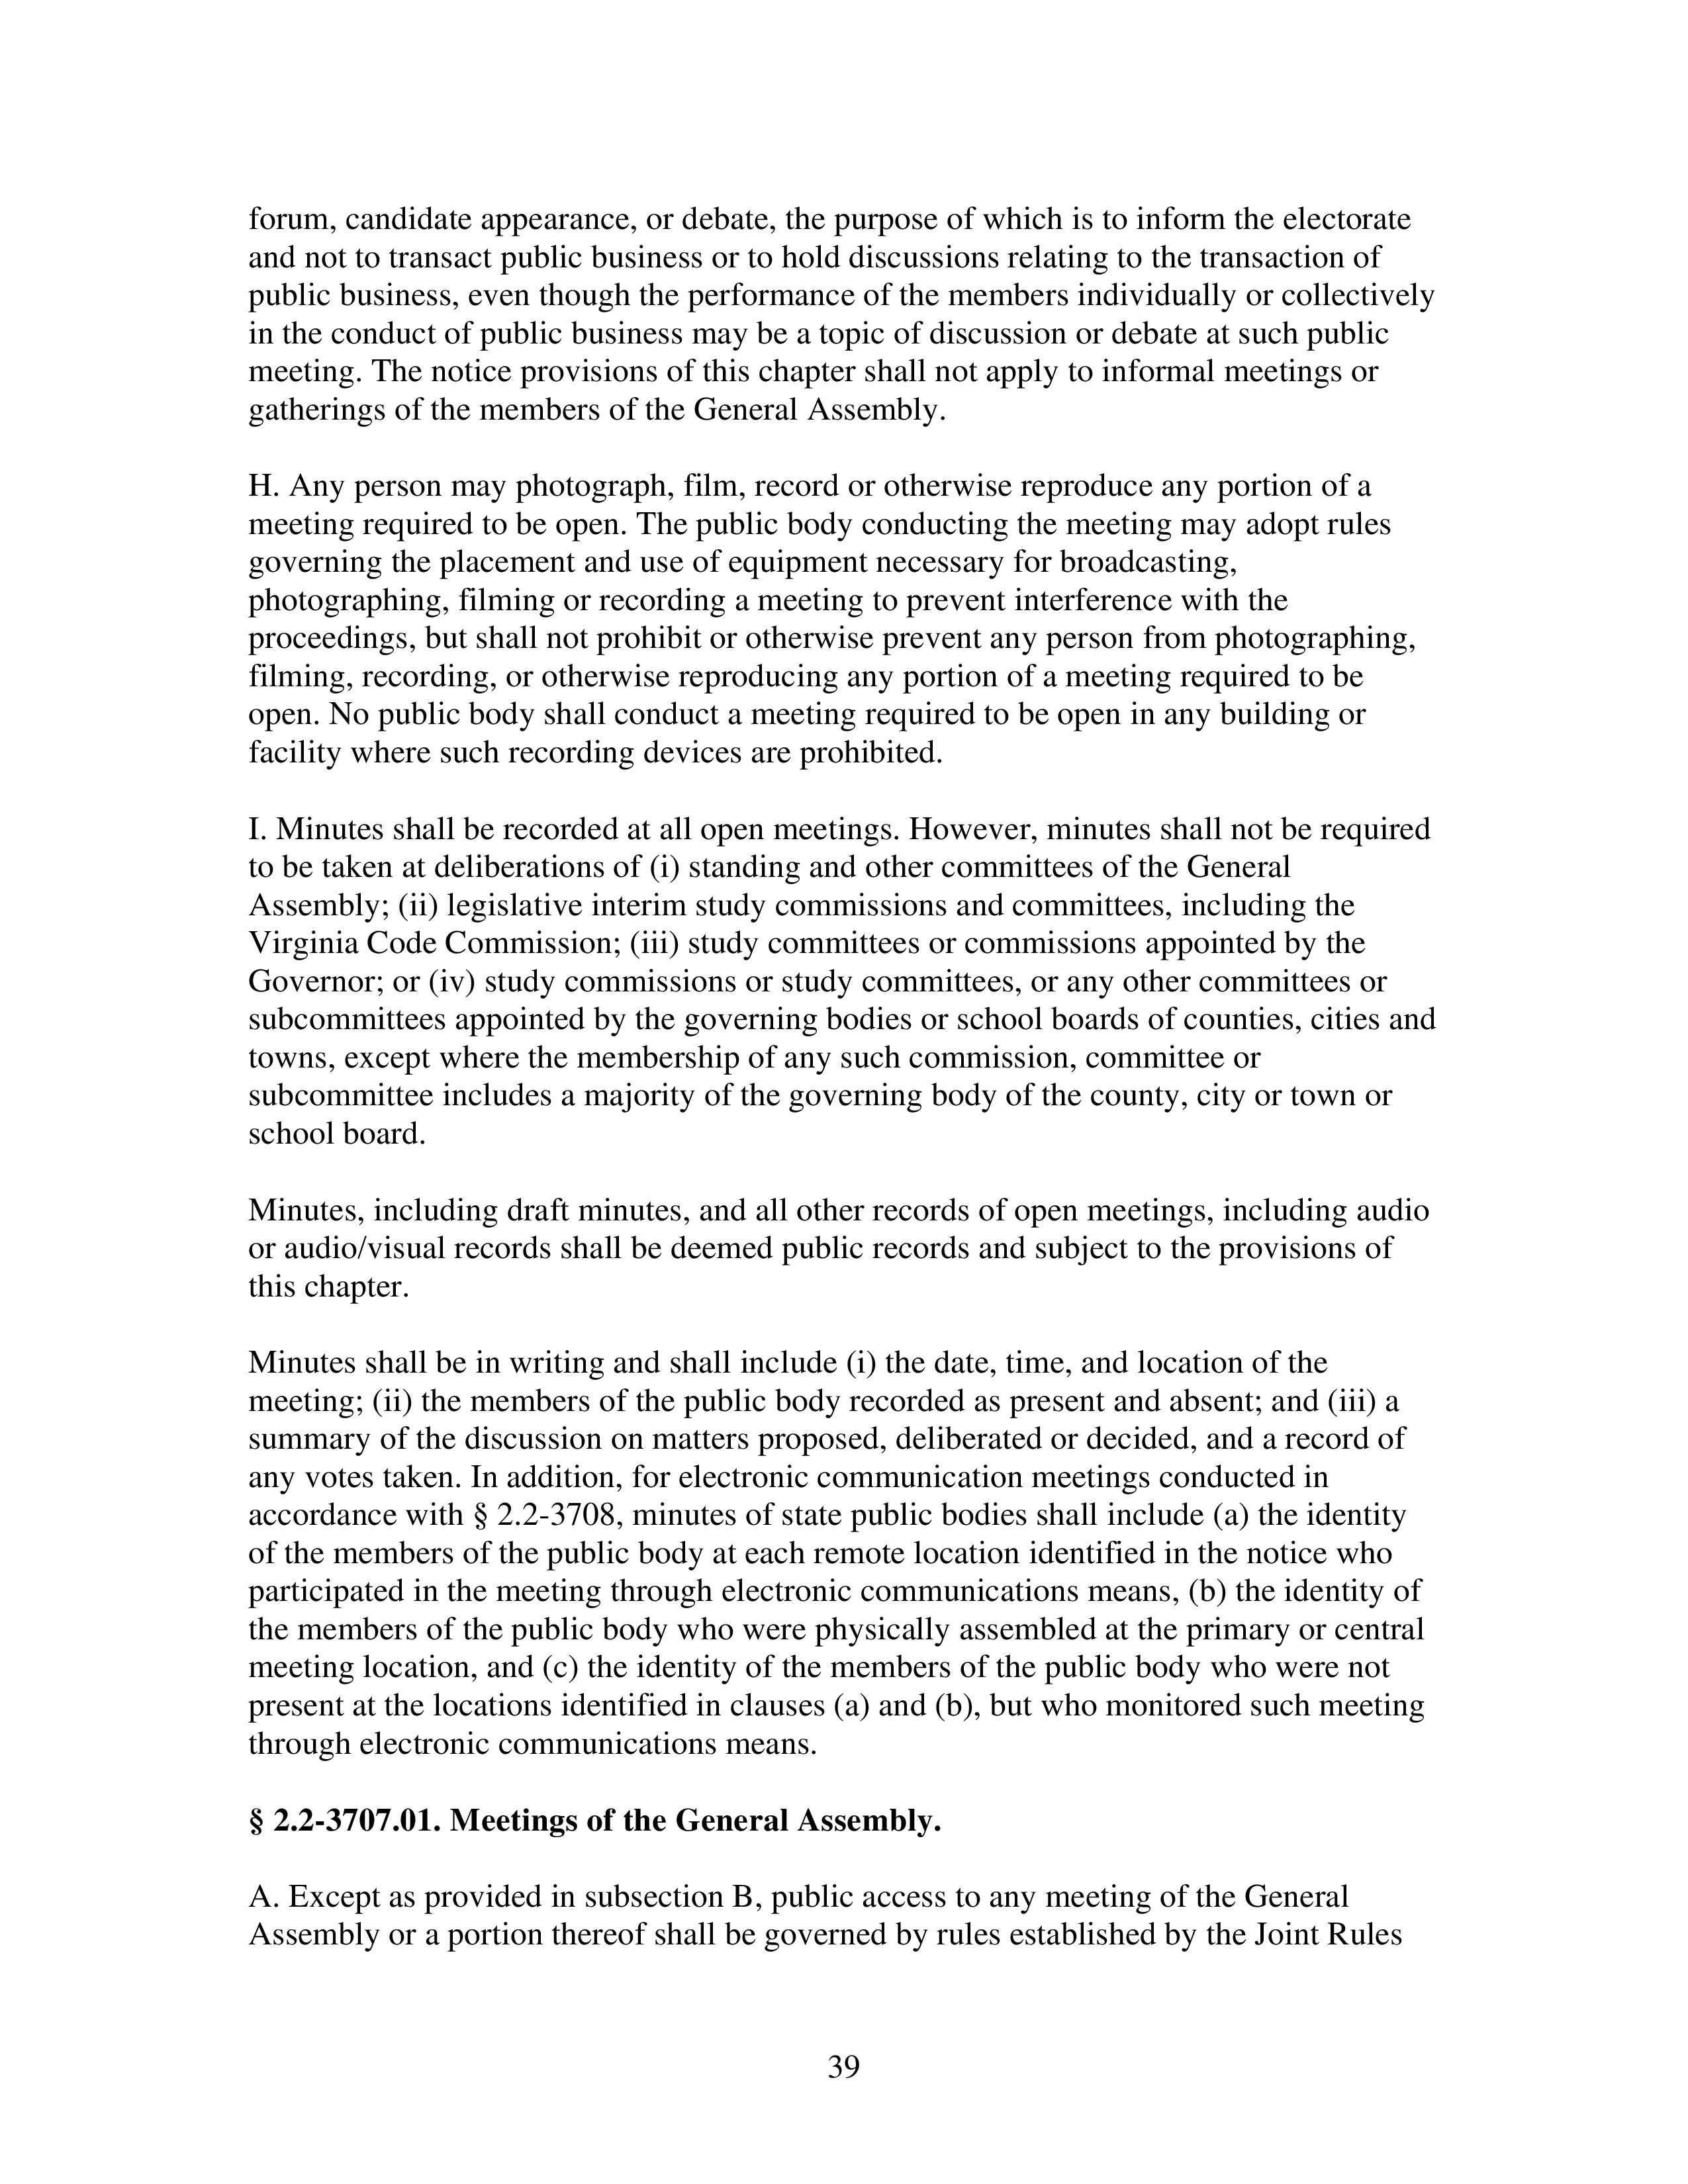 forum, candidate appearance, or debate, the purpose of which is to inform the electorate
and not to transact public business or to hold discussions relating to the transaction of
public business, even though the performance of the members individually or collectively
in the conduct of public business may be a topic of discussion or debate at such public
meeting. The notice provisions of this chapter shall not apply to informal meetings or
gatherings of the members of the General Assembly.
H. Any person may photograph, film, record or otherwise reproduce any portion of a
meeting required to be open. The public body conducting the meeting may adopt rules
governing the placement and use of equipment necessary for broadcasting,
photographing, filming or recording a meeting to prevent interference with the
proceedings, but shall not prohibit or otherwise prevent any person from photographing,
filming, recording, or otherwise reproducing any portion of a meeting required to be
open. No public body shall conduct a meeting required to be open in any building or
facility where such recording devices are prohibited.
I. Minutes shall be recorded at all open meetings. However, minutes shall not be required
to be taken at deliberations of (i) standing and other committees of the General
Assembly; (ii) legislative interim study commissions and committees, including the
Virginia Code Commission; (iii) study committees or commissions appointed by the
Governor; or (iv) study commissions or study committees, or any other committees or
subcommittees appointed by the governing bodies or school boards of counties, cities and
towns, except where the membership of any such commission, committee or
subcommittee includes a majority of the governing body of the county, city or town or
school board.
Minutes, including draft minutes, and all other records of open meetings, including audio
or audio/visual records shall be deemed public records and subject to the provisions of
this chapter.
Minutes shall be in writing and shall include (i) the date, time, and location of the
meeting; (ii) the members of the public body recorded as present and absent; and (iii) a
summary of the discussion on matters proposed, deliberated or decided, and a record of
any votes taken. In addition, for electronic communication meetings conducted in
accordance with § 2.2-3708, minutes of state public bodies shall include (a) the identity
of the members of the public body at each remote location identified in the notice who
participated in the meeting through electronic communications means, (b) the identity of
the members of the public body who were physically assembled at the primary or central
meeting location, and (c) the identity of the members of the public body who were not
present at the locations identified in clauses (a) and (b), but who monitored such meeting
through electronic communications means.
§ 2.2-3707.01. Meetings of the General Assembly.
A. Except as provided in subsection B, public access to any meeting of the General
Assembly or a portion thereof shall be governed by rules established by the Joint Rules
39